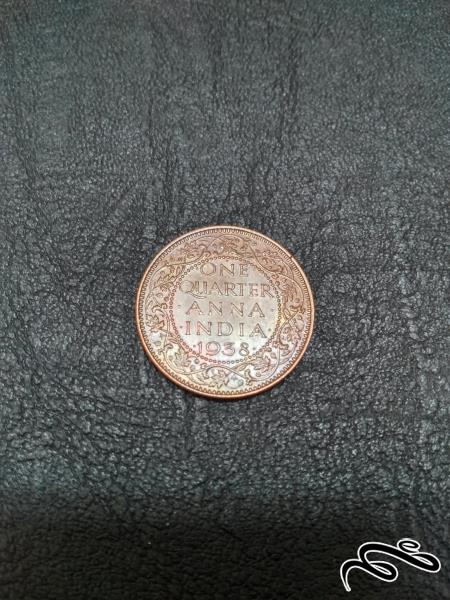 ONE
QUARTER
· ANNA ·
INDIA
· 1938 ·